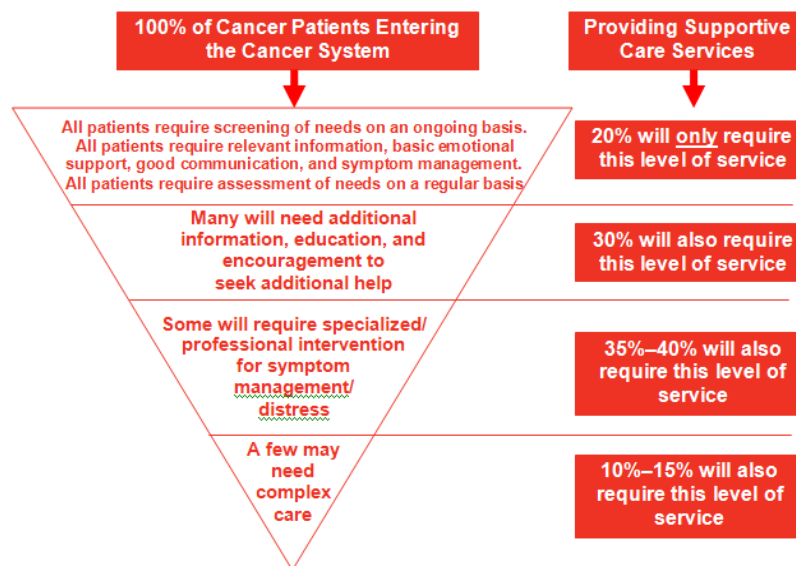 100% of Cancer Patients Entering
the Cancer System
Providing Supportive
Care Services
All patients require screening of needs on an ongoing basis.
All patients require relevant information, basic emotional
support, good communication, and symptom management.
All patients require assessment of needs on a regular basis
20% will only require
this level of service
Many will need additional
information, education, and
encouragement to
seek additional help
30% will also require
this level of service
Some will require specialized/
professional intervention
for symptom
management/
distress
35%–40% will also
require this level of
service
A few may
need
complex
care
10%–15% will also
require this level of
service